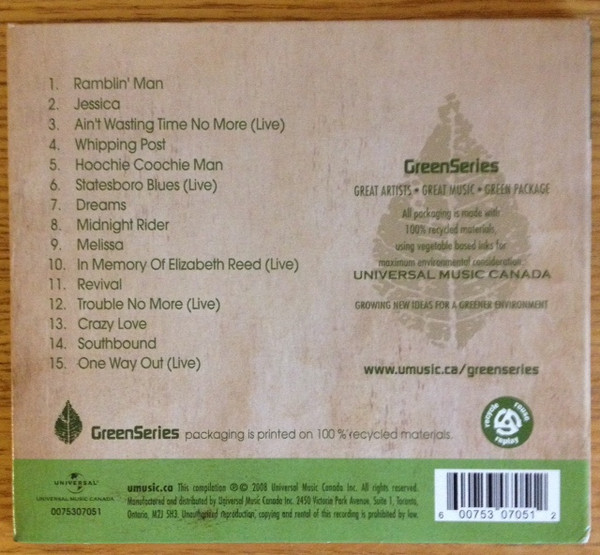 1. Ramblin' Man
2. Jessica
3. Ain't Wasting Time No More (Live)
4. Whipping Post
5. Hoochie Coochie Man
6. Statesboro Blues (Live)
7. Dreams
8. Midnight Rider
9. Melissa
10. In Memory Of Elizabeth Reed (Live)
11. Revival
12. Trouble No More (Live)
13. Crazy Love
14. Southbound
15. One Way Out (Live)
GreenSeries
GREAT ARTISTS • GREAT MUSIC • GREEN PACKAGE
All packaging is made with
100% recycled materials,
using vegetable based inks for
maximum environmental consideration.
UNIVERSAL MUSIC CANADA
GROWING NEW IDEAS FOR A GREENER ENVIRONMENT
www.umusic.ca/greenseries
GreenSeries packaging is printed on 100% recycled materials.
recycle reuse replay
UNIVERSAL
UNIVERSAL MUSIC CANADA
0075307051
umusic.ca This compilation ℗© 2008 Universal Music Canada Inc. All rights reserved.
Manufactured and distributed by Universal Music Canada Inc. 2450 Victoria Park Avenue, Suite 1, Toronto,
Ontario, M2J 5H3. Unauthorized reproduction, copying and rental of this recording is prohibited by law.
6 00753 07051 2